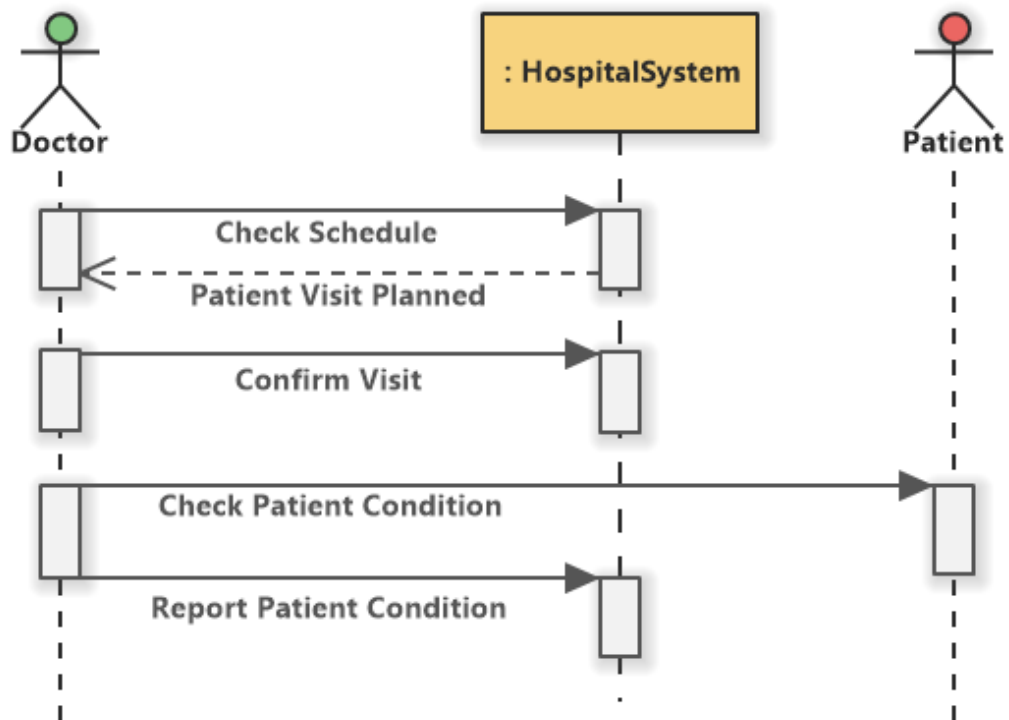 : HospitalSystem
Doctor
Patient
Check Schedule
Patient Visit Planned
Confirm Visit
Check Patient Condition
Report Patient Condition